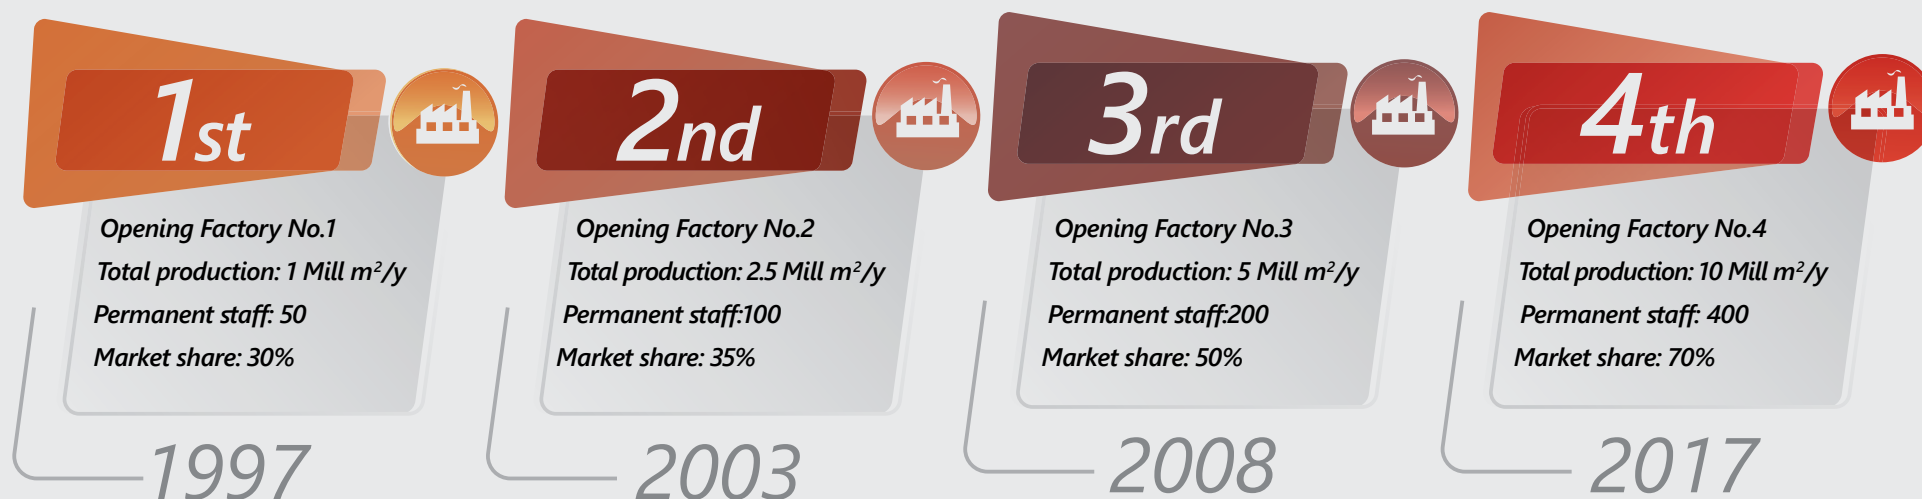 1st
Opening Factory No.1
Total production: 1 Mill m²/y
Permanent staff: 50
Market share: 30%
1997
2nd
Opening Factory No.2
Total production: 2.5 Mill m²/y
Permanent staff:100
Market share: 35%
2003
3rd
Opening Factory No.3
Total production: 5 Mill m²/y
Permanent staff:200
Market share: 50%
2008
4th
Opening Factory No.4
Total production: 10 Mill m²/y
Permanent staff: 400
Market share: 70%
2017